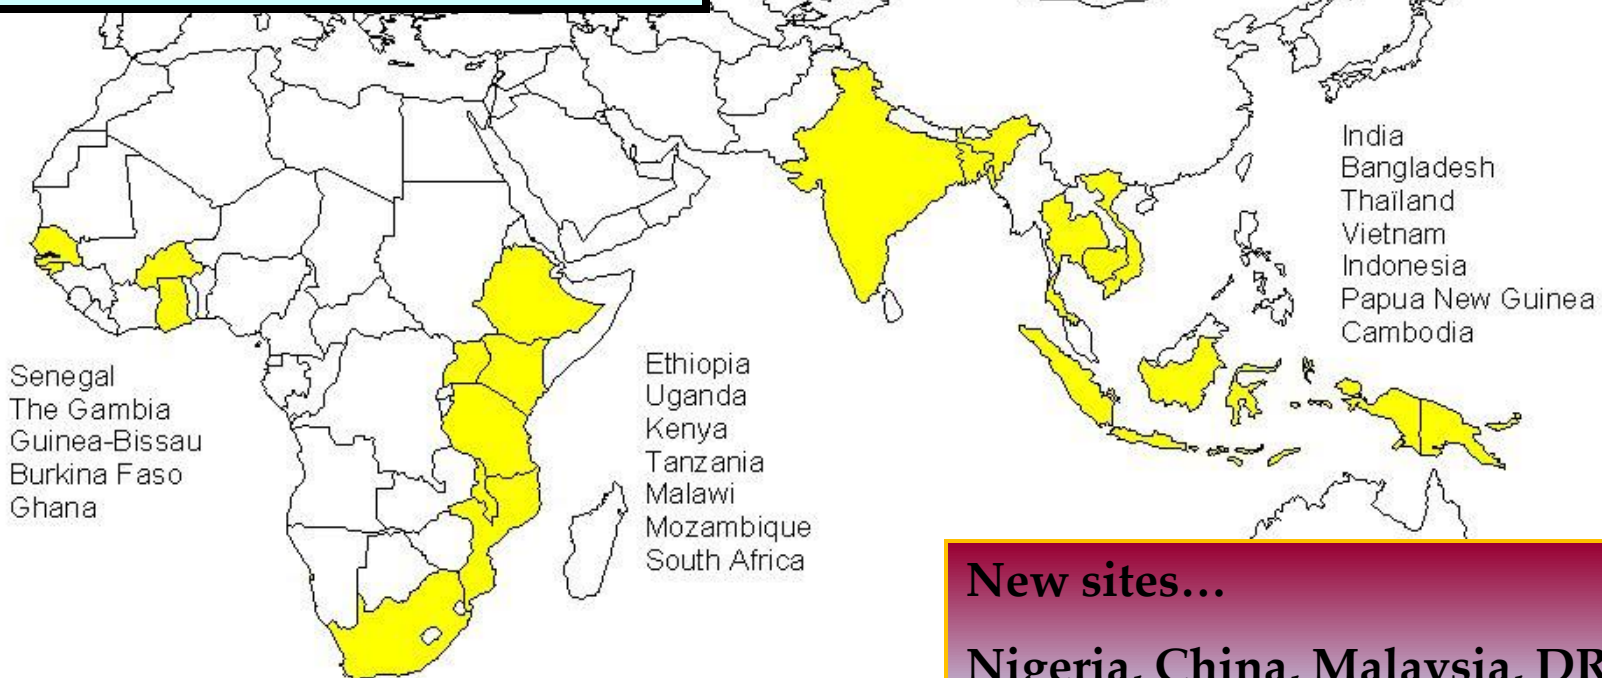 Senegal
The Gambia
Guinea-Bissau
Burkina Faso
Ghana
Ethiopia
Uganda
Kenya
Tanzania
Malawi
Mozambique
South Africa
India
Bangladesh
Thaïland
Vietnam
Indonesia
Papua New Guinea
Cambodia
New sites…
Nigeria, China, Malaysia,